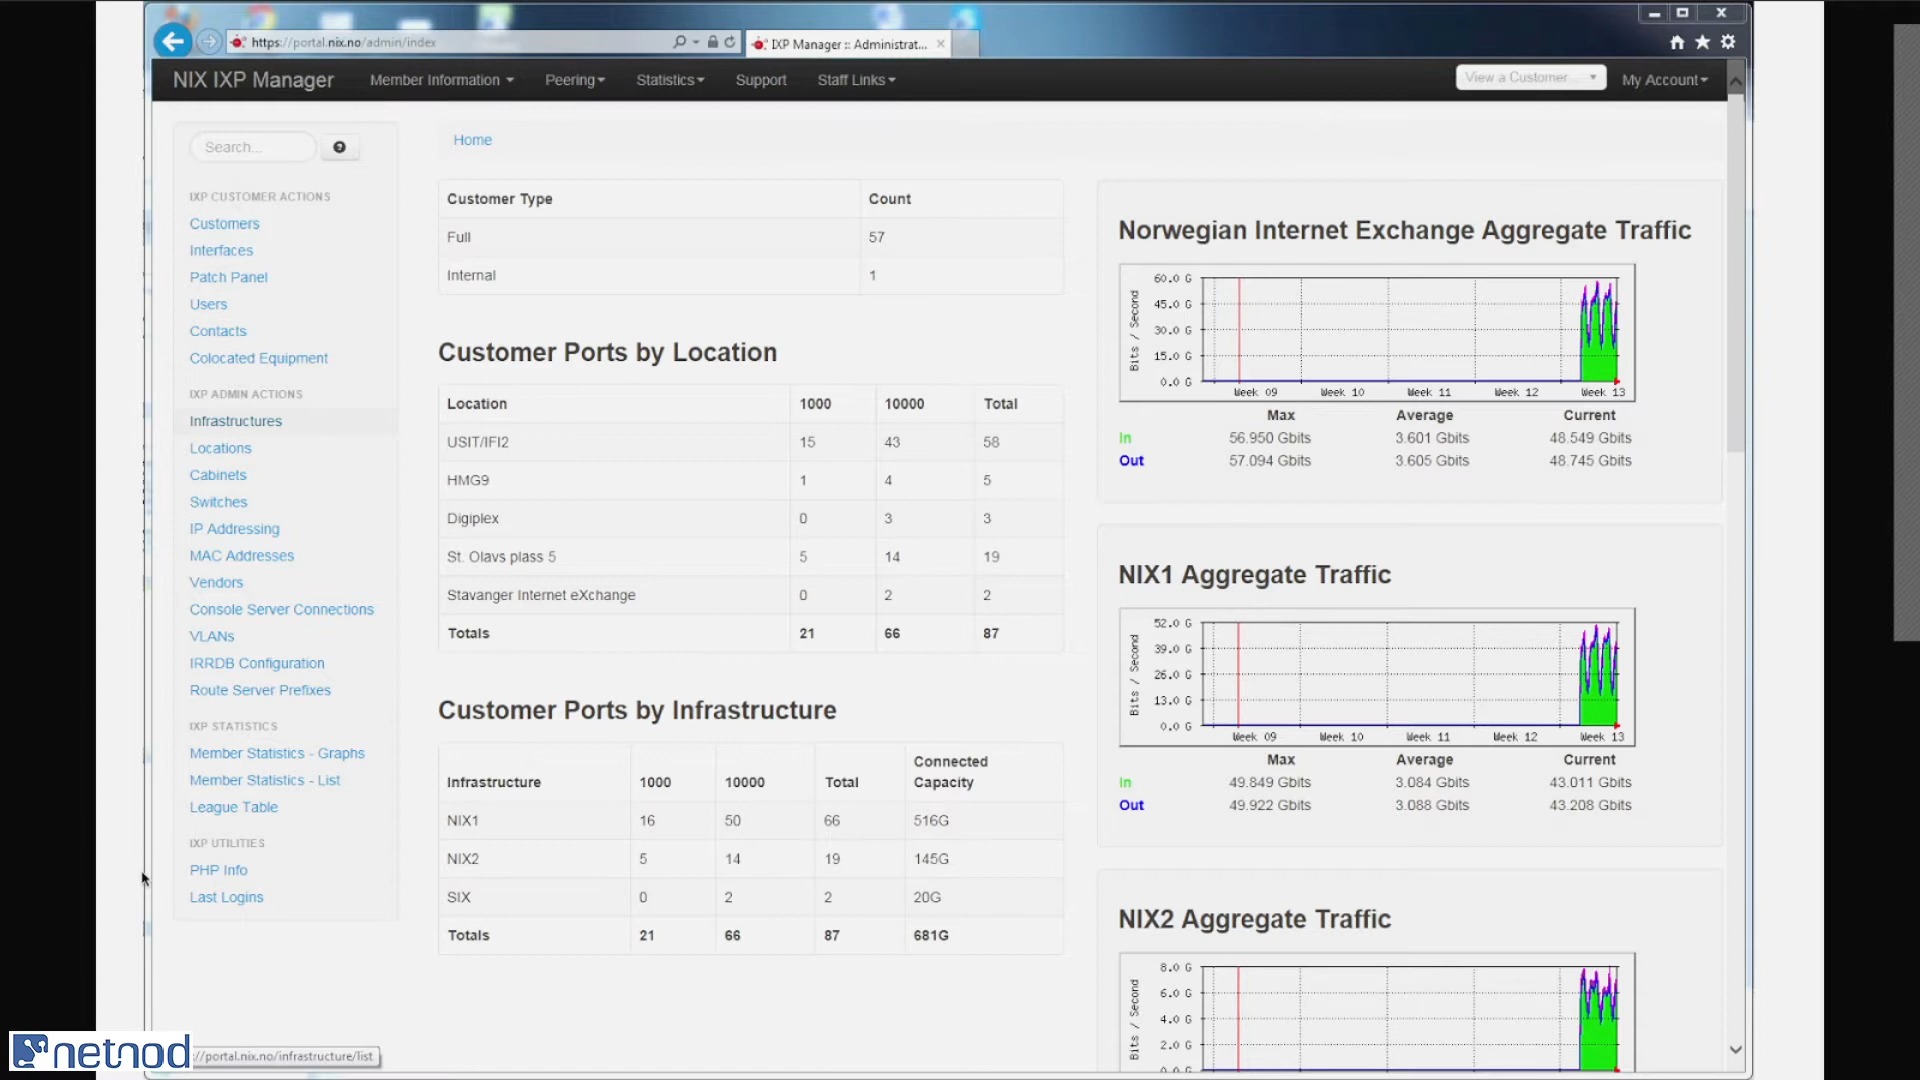 https://portal.nix.no/admin/index
IXP Manager :: Administrat...
NIX IXP Manager
Member Information
Peering
Statistics
Support
Staff Links
View a Customer
My Account
Search...
Home
IXP CUSTOMER ACTIONS
Customers
Interfaces
Patch Panel
Users
Contacts
Colocated Equipment
IXP ADMIN ACTIONS
Infrastructures
Locations
Cabinets
Switches
IP Addressing
MAC Addresses
Vendors
Console Server Connections
VLANs
IRRDB Configuration
Route Server Prefixes
IXP STATISTICS
Member Statistics - Graphs
Member Statistics - List
League Table
IXP UTILITIES
PHP Info
Last Logins
Customer Type Count
Full 57
Internal 1
Customer Ports by Location
Location 1000 10000 Total
USIT/IFI2 15 43 58
HMG9 1 4 5
Digiplex 0 3 3
St. Olavs plass 5 5 14 19
Stavanger Internet eXchange 0 2 2
Totals 21 66 87
Customer Ports by Infrastructure
Infrastructure 1000 10000 Total Connected Capacity
NIX1 16 50 66 516G
NIX2 5 14 19 145G
SIX 0 2 2 20G
Totals 21 66 87 681G
Norwegian Internet Exchange Aggregate Traffic
Bits / Second
60.0 G
45.0 G
30.0 G
15.0 G
0.0 G
Week 09 Week 10 Week 11 Week 12 Week 13
Max Average Current
In 56.950 Gbits 3.601 Gbits 48.549 Gbits
Out 57.094 Gbits 3.605 Gbits 48.745 Gbits
NIX1 Aggregate Traffic
Bits / Second
52.0 G
39.0 G
26.0 G
13.0 G
0.0 G
Week 09 Week 10 Week 11 Week 12 Week 13
Max Average Current
In 49.849 Gbits 3.084 Gbits 43.011 Gbits
Out 49.922 Gbits 3.088 Gbits 43.208 Gbits
NIX2 Aggregate Traffic
Bits / Second
8.0 G
6.0 G
4.0 G
2.0 G
0.0 G
netnod
://portal.nix.no/infrastructure/list